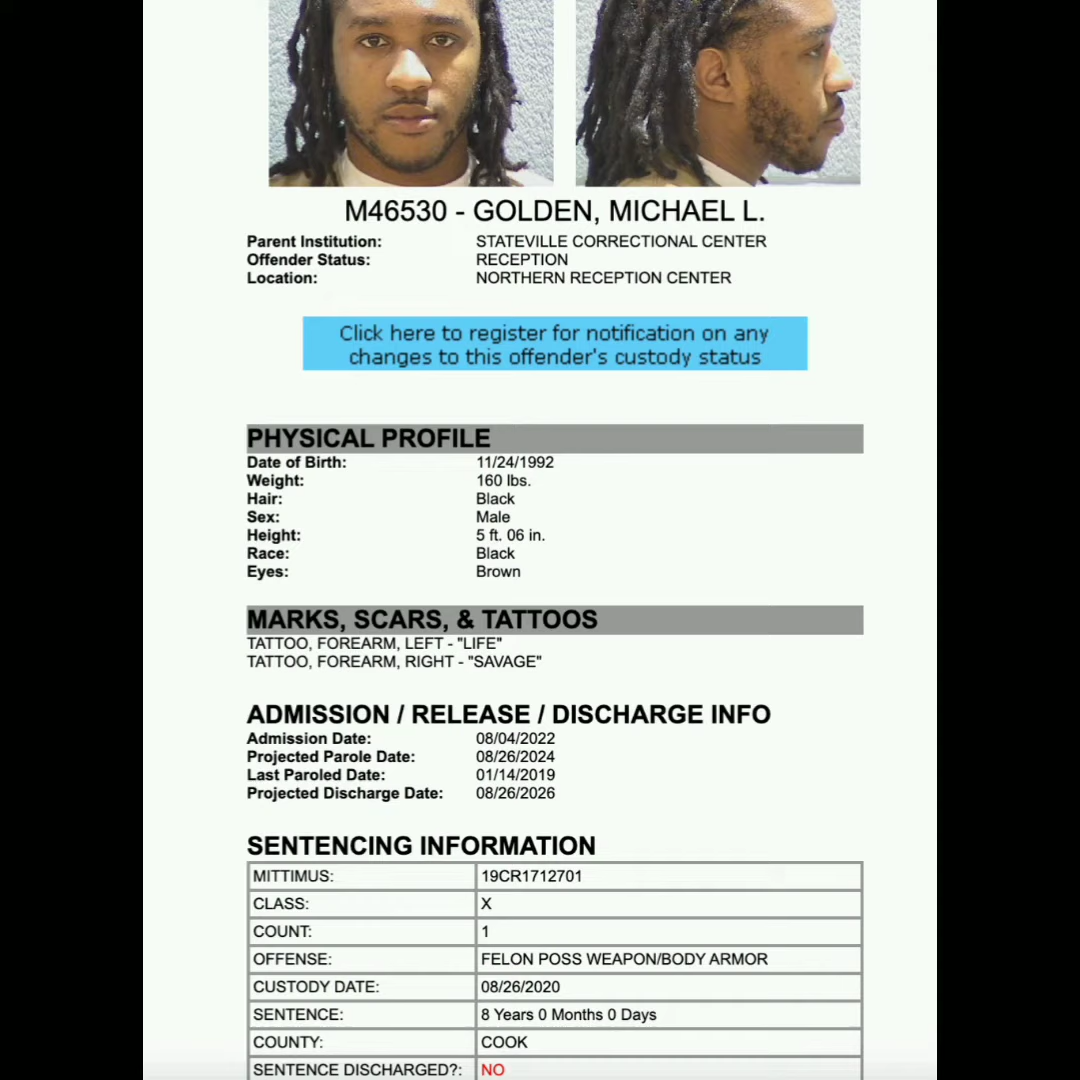 M46530 - GOLDEN, MICHAEL L.
Parent Institution: STATEVILLE CORRECTIONAL CENTER
Offender Status: RECEPTION
Location: NORTHERN RECEPTION CENTER
Click here to register for notification on any
changes to this offender's custody status
PHYSICAL PROFILE
Date of Birth: 11/24/1992
Weight: 160 lbs.
Hair: Black
Sex: Male
Height: 5 ft. 06 in.
Race: Black
Eyes: Brown
MARKS, SCARS, & TATTOOS
TATTOO, FOREARM, LEFT - "LIFE"
TATTOO, FOREARM, RIGHT - "SAVAGE"
ADMISSION / RELEASE / DISCHARGE INFO
Admission Date: 08/04/2022
Projected Parole Date: 08/26/2024
Last Paroled Date: 01/14/2019
Projected Discharge Date: 08/26/2026
SENTENCING INFORMATION
MITTIMUS: 19CR1712701
CLASS: X
COUNT: 1
OFFENSE: FELON POSS WEAPON/BODY ARMOR
CUSTODY DATE: 08/26/2020
SENTENCE: 8 Years 0 Months 0 Days
COUNTY: COOK
SENTENCE DISCHARGED?: NO